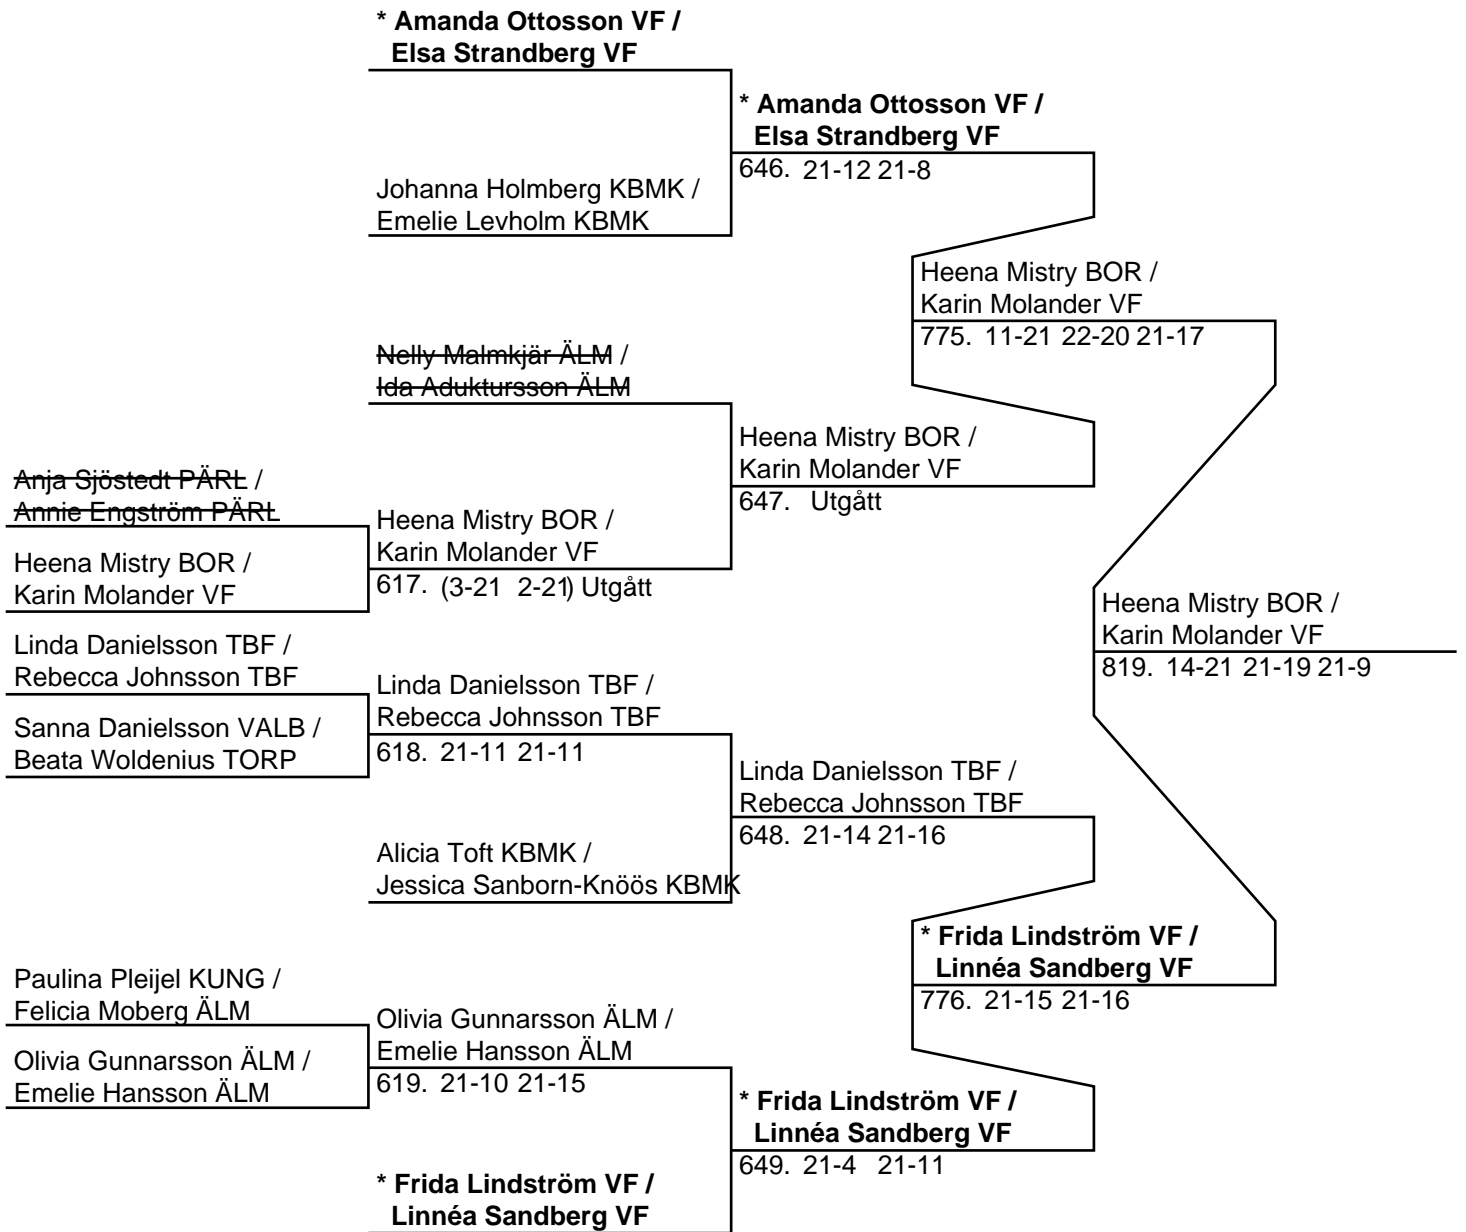 * Amanda Ottosson VF /
Elsa Strandberg VF
* Amanda Ottosson VF /
Elsa Strandberg VF
646. 21-12 21-8
Johanna Holmberg KBMK /
Emelie Levholm KBMK
Heena Mistry BOR /
Karin Molander VF
775. 11-21 22-20 21-17
Nelly Malmkjär ÄLM /
Ida Aduktursson ÄLM
Heena Mistry BOR /
Karin Molander VF
647. Utgått
Anja Sjöstedt PÄRL /
Annie Engström PÄRL
Heena Mistry BOR /
Karin Molander VF
617. (3-21 2-21) Utgått
Heena Mistry BOR /
Karin Molander VF
Heena Mistry BOR /
Karin Molander VF
819. 14-21 21-19 21-9
Linda Danielsson TBF /
Rebecca Johnsson TBF
Linda Danielsson TBF /
Rebecca Johnsson TBF
618. 21-11 21-11
Sanna Danielsson VALB /
Beata Woldenius TORP
Linda Danielsson TBF /
Rebecca Johnsson TBF
648. 21-14 21-16
Alicia Toft KBMK /
Jessica Sanborn-Knöös KBMK
* Frida Lindström VF /
Linnéa Sandberg VF
776. 21-15 21-16
Paulina Pleijel KUNG /
Felicia Moberg ÄLM
Olivia Gunnarsson ÄLM /
Emelie Hansson ÄLM
619. 21-10 21-15
Olivia Gunnarsson ÄLM /
Emelie Hansson ÄLM
* Frida Lindström VF /
Linnéa Sandberg VF
649. 21-4 21-11
* Frida Lindström VF /
Linnéa Sandberg VF